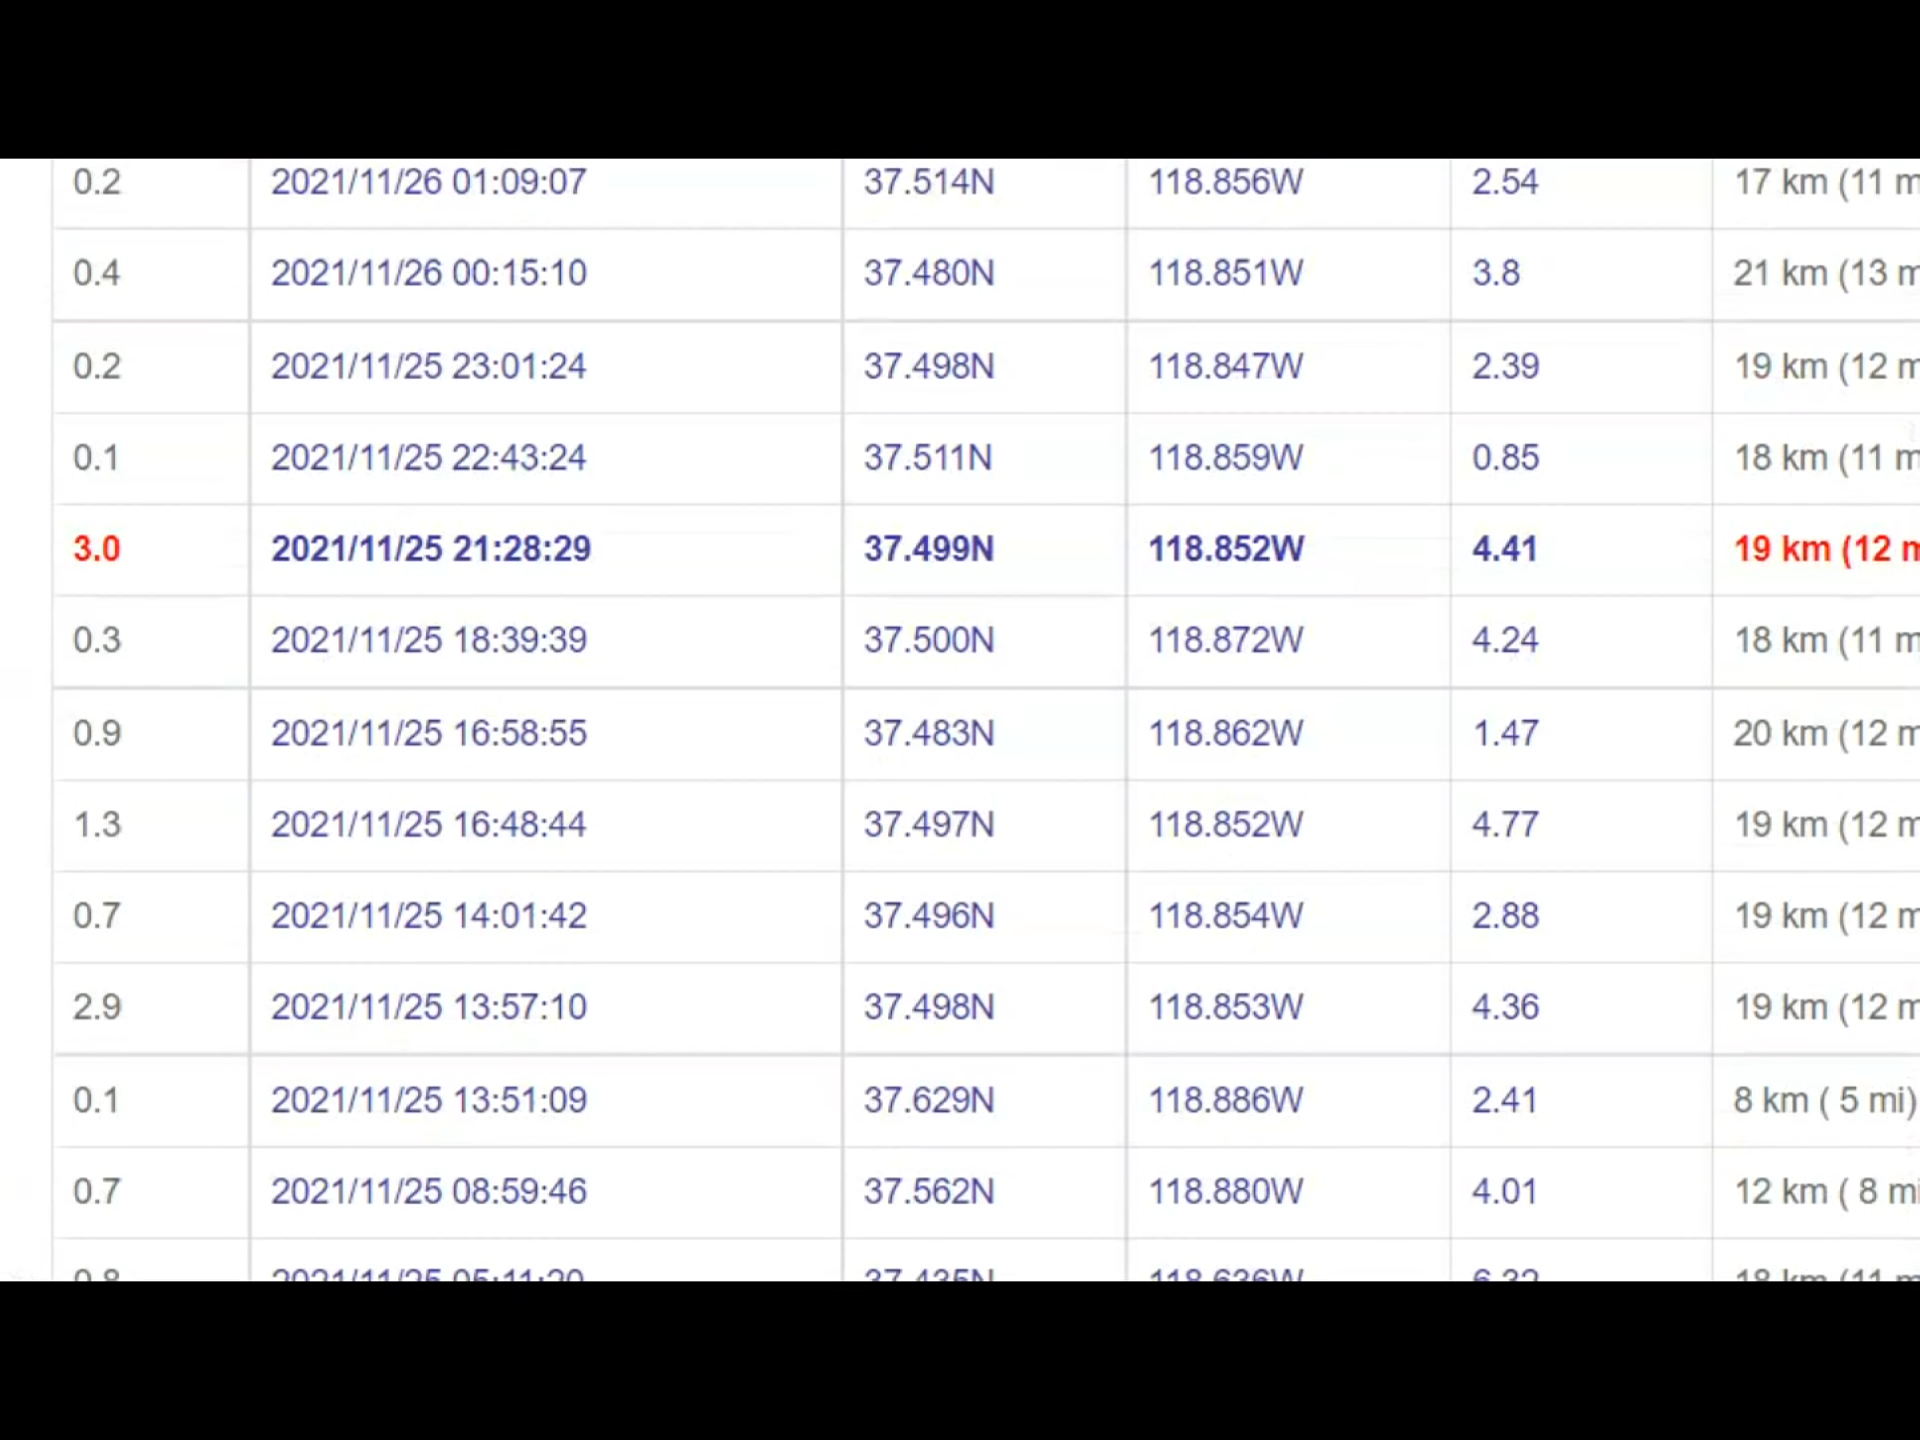 0.2 2021/11/26 01:09:07 37.514N 118.856W 2.54 17 km (11 m
0.4 2021/11/26 00:15:10 37.480N 118.851W 3.8 21 km (13 m
0.2 2021/11/25 23:01:24 37.498N 118.847W 2.39 19 km (12 m
0.1 2021/11/25 22:43:24 37.511N 118.859W 0.85 18 km (11 m
3.0 2021/11/25 21:28:29 37.499N 118.852W 4.41 19 km (12 m
0.3 2021/11/25 18:39:39 37.500N 118.872W 4.24 18 km (11 m
0.9 2021/11/25 16:58:55 37.483N 118.862W 1.47 20 km (12 m
1.3 2021/11/25 16:48:44 37.497N 118.852W 4.77 19 km (12 m
0.7 2021/11/25 14:01:42 37.496N 118.854W 2.88 19 km (12 m
2.9 2021/11/25 13:57:10 37.498N 118.853W 4.36 19 km (12 m
0.1 2021/11/25 13:51:09 37.629N 118.886W 2.41 8 km ( 5 mi)
0.7 2021/11/25 08:59:46 37.562N 118.880W 4.01 12 km ( 8 mi